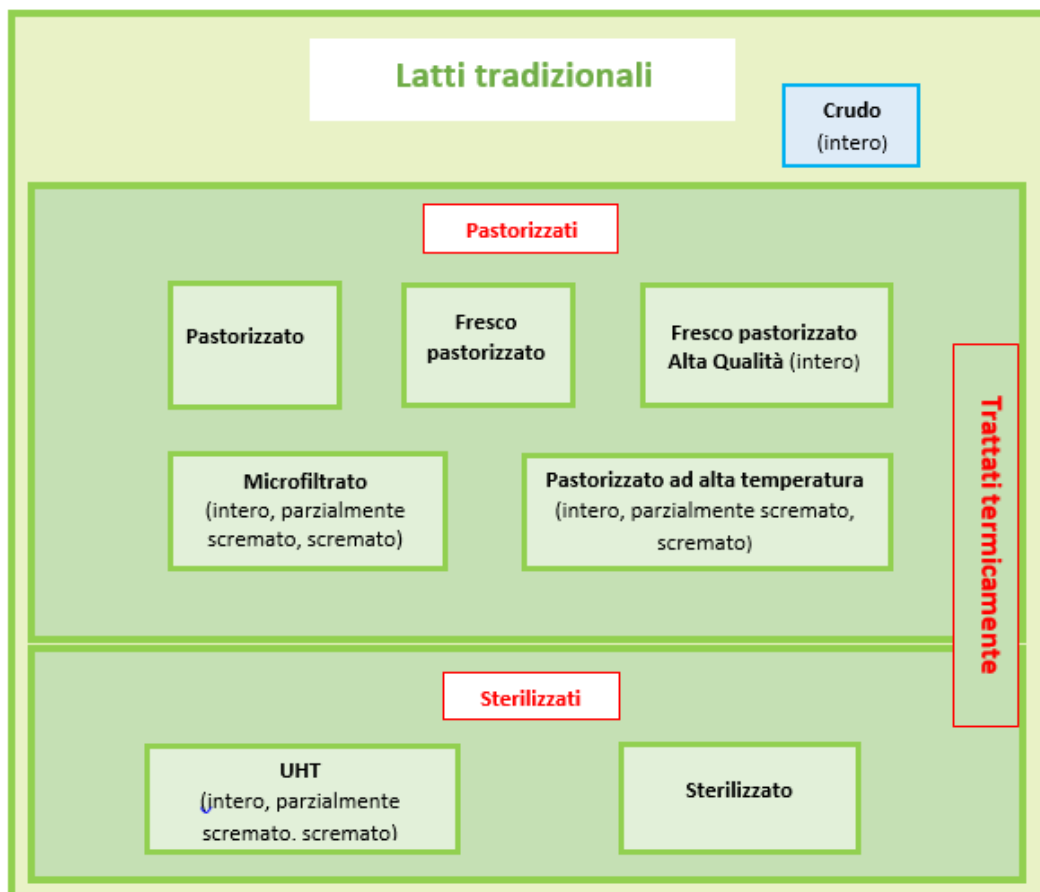 Latti tradizionali
Crudo
(intero)
Pastorizzati
Pastorizzato
Fresco
pastorizzato
Fresco pastorizzato
Alta Qualità (intero)
Microfiltrato
(intero, parzialmente
scremato, scremato)
Pastorizzato ad alta temperatura
(intero, parzialmente scremato,
scremato)
Trattati termicamente
Sterilizzati
UHT
(intero, parzialmente
scremato, scremato)
Sterilizzato